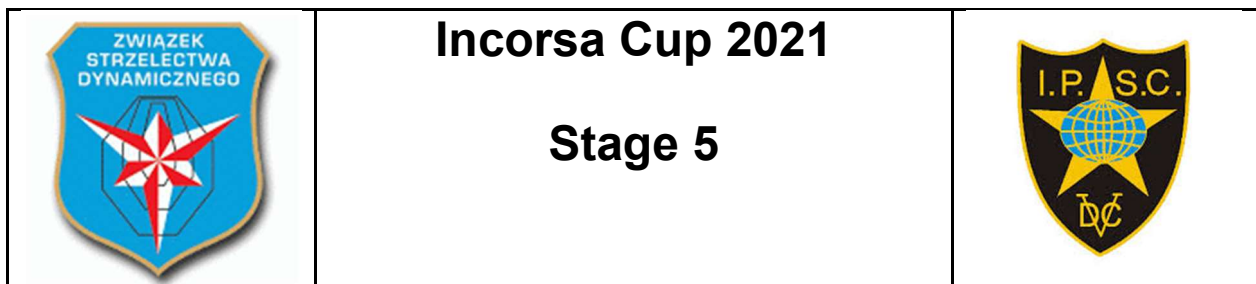 ZWIĄZEK
STRZELECTWA
DYNAMICZNEGO
Incorsa Cup 2021
Stage 5
I.P.S.C.
DVC